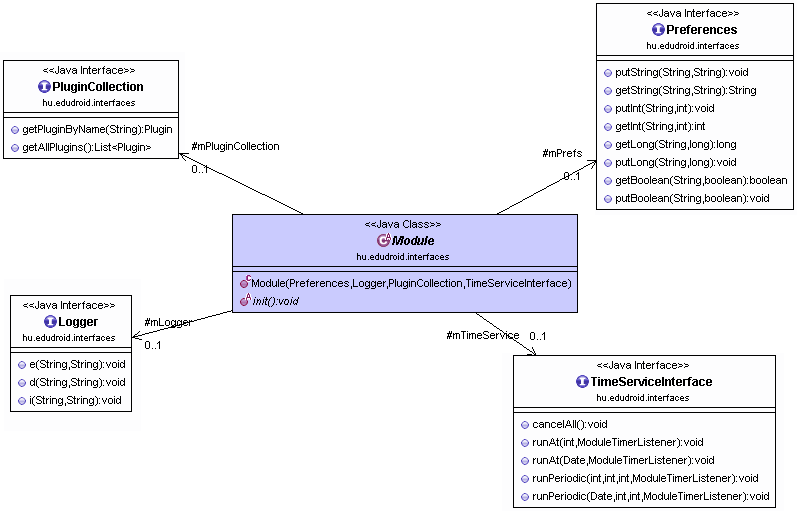 <<Java Interface>>
Preferences
hu.edudroid.interfaces
putString(String,String):void
getString(String,String):String
putInt(String,int):void
getInt(String,int):int
getLong(String,long):long
putLong(String,long):void
getBoolean(String,boolean):boolean
putBoolean(String,boolean):void
<<Java Interface>>
PluginCollection
hu.edudroid.interfaces
getPluginByName(String):Plugin
getAllPlugins():List<Plugin>
#mPluginCollection
0..1
#mPrefs
0..1
<<Java Class>>
Module
hu.edudroid.interfaces
Module(Preferences,Logger,PluginCollection,TimeServiceInterface)
init():void
<<Java Interface>>
Logger
hu.edudroid.interfaces
e(String,String):void
d(String,String):void
i(String,String):void
#mLogger
0..1
#mTimeService
0..1
<<Java Interface>>
TimeServiceInterface
hu.edudroid.interfaces
cancelAll():void
runAt(int,ModuleTimerListener):void
runAt(Date,ModuleTimerListener):void
runPeriodic(int,int,int,ModuleTimerListener):void
runPeriodic(Date,int,int,ModuleTimerListener):void